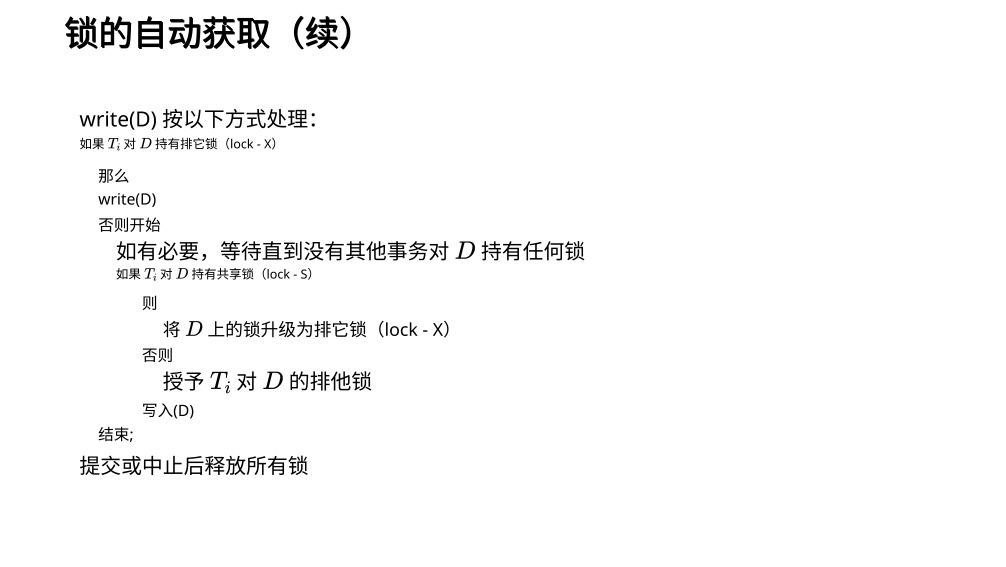 锁的自动获取（续）
write(D) 按以下方式处理：
如果 $T_i$ 对 $D$ 持有排它锁（lock - X）
那么
write(D)
否则开始
如有必要，等待直到没有其他事务对 $D$ 持有任何锁
如果 $T_i$ 对 $D$ 持有共享锁（lock - S）
则
将 $D$ 上的锁升级为排它锁（lock - X）
否则
授予 $T_i$ 对 $D$ 的排他锁
写入(D)
结束;
提交或中止后释放所有锁